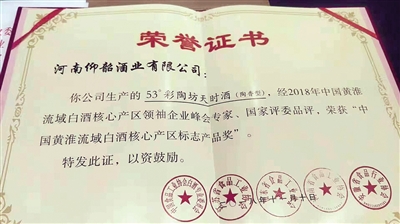 荣誉证书
河南仰韶酒业有限公司:
你公司生产的 53°彩陶坊天时酒(陶香型),经2018年中国黄淮
流域白酒核心产区领袖企业峰会专家、国家评委品评,荣获“中
国黄淮流域白酒核心产区标志产品奖”。
特发此证,以资鼓励。